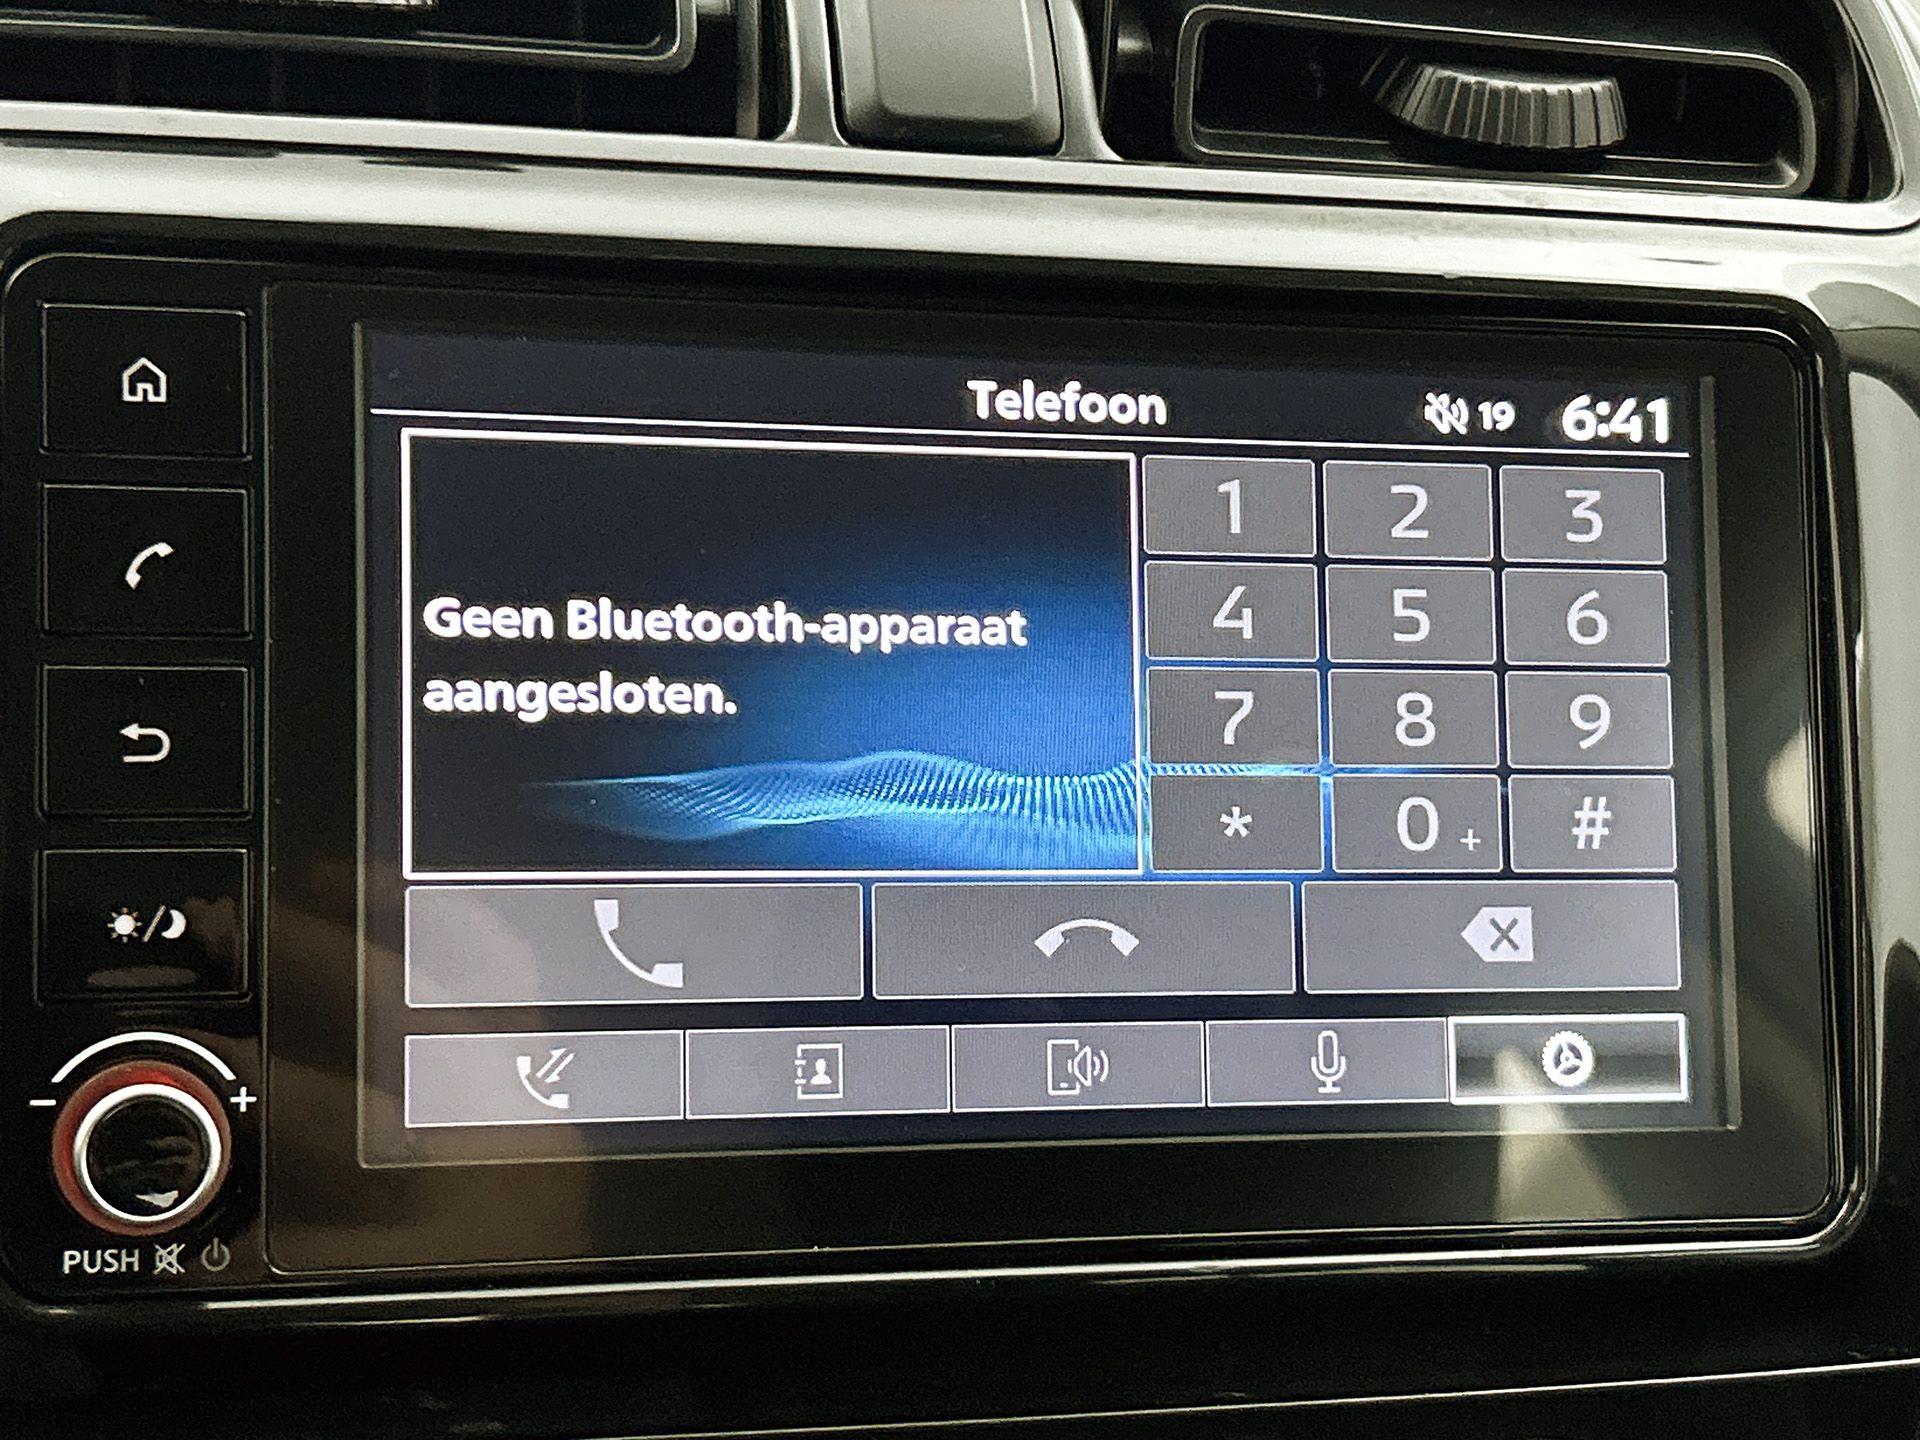 Telefoon
19 6:41
Geen Bluetooth-apparaat
aangesloten.
1 2 3
4 5 6
7 8 9
* 0 + #
- +
PUSH